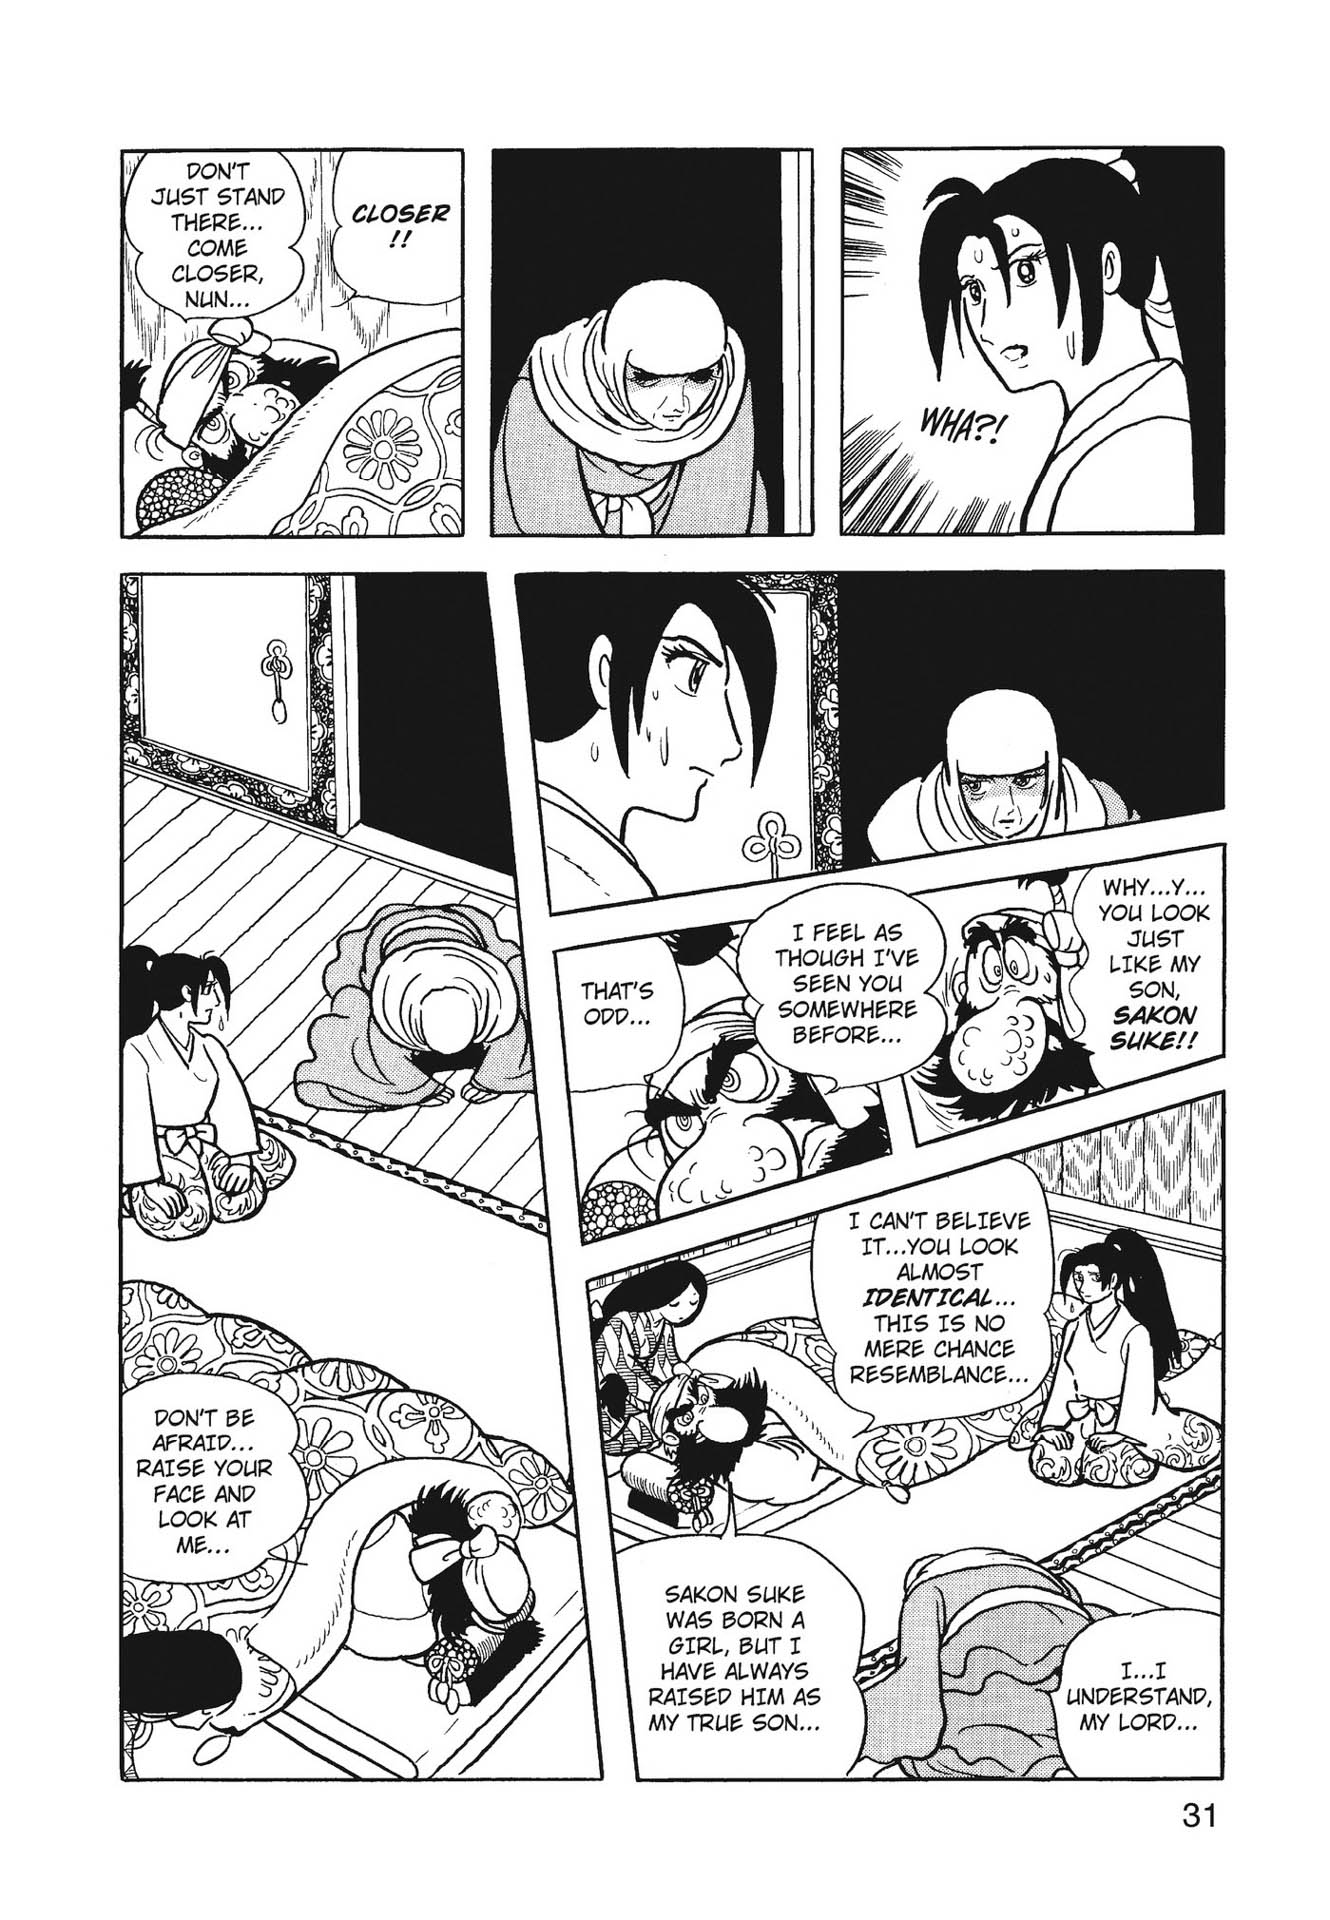 DON'T
JUST STAND
THERE...
COME
CLOSER,
NUN...
CLOSER
!!
WHA?!
DON'T BE
AFRAID...
RAISE YOUR
FACE AND
LOOK AT
ME...
THAT'S
ODD...
I FEEL AS
THOUGH I'VE
SEEN YOU
SOMEWHERE
BEFORE...
WHY...Y...
YOU LOOK
JUST
LIKE MY
SON,
SAKON
SUKE!!
I CAN'T BELIEVE
IT...YOU LOOK
ALMOST
IDENTICAL...
THIS IS NO
MERE CHANCE
RESEMBLANCE...
SAKON SUKE
WAS BORN A
GIRL, BUT I
HAVE ALWAYS
RAISED HIM AS
MY TRUE SON...
I...I
UNDERSTAND,
MY LORD...
31